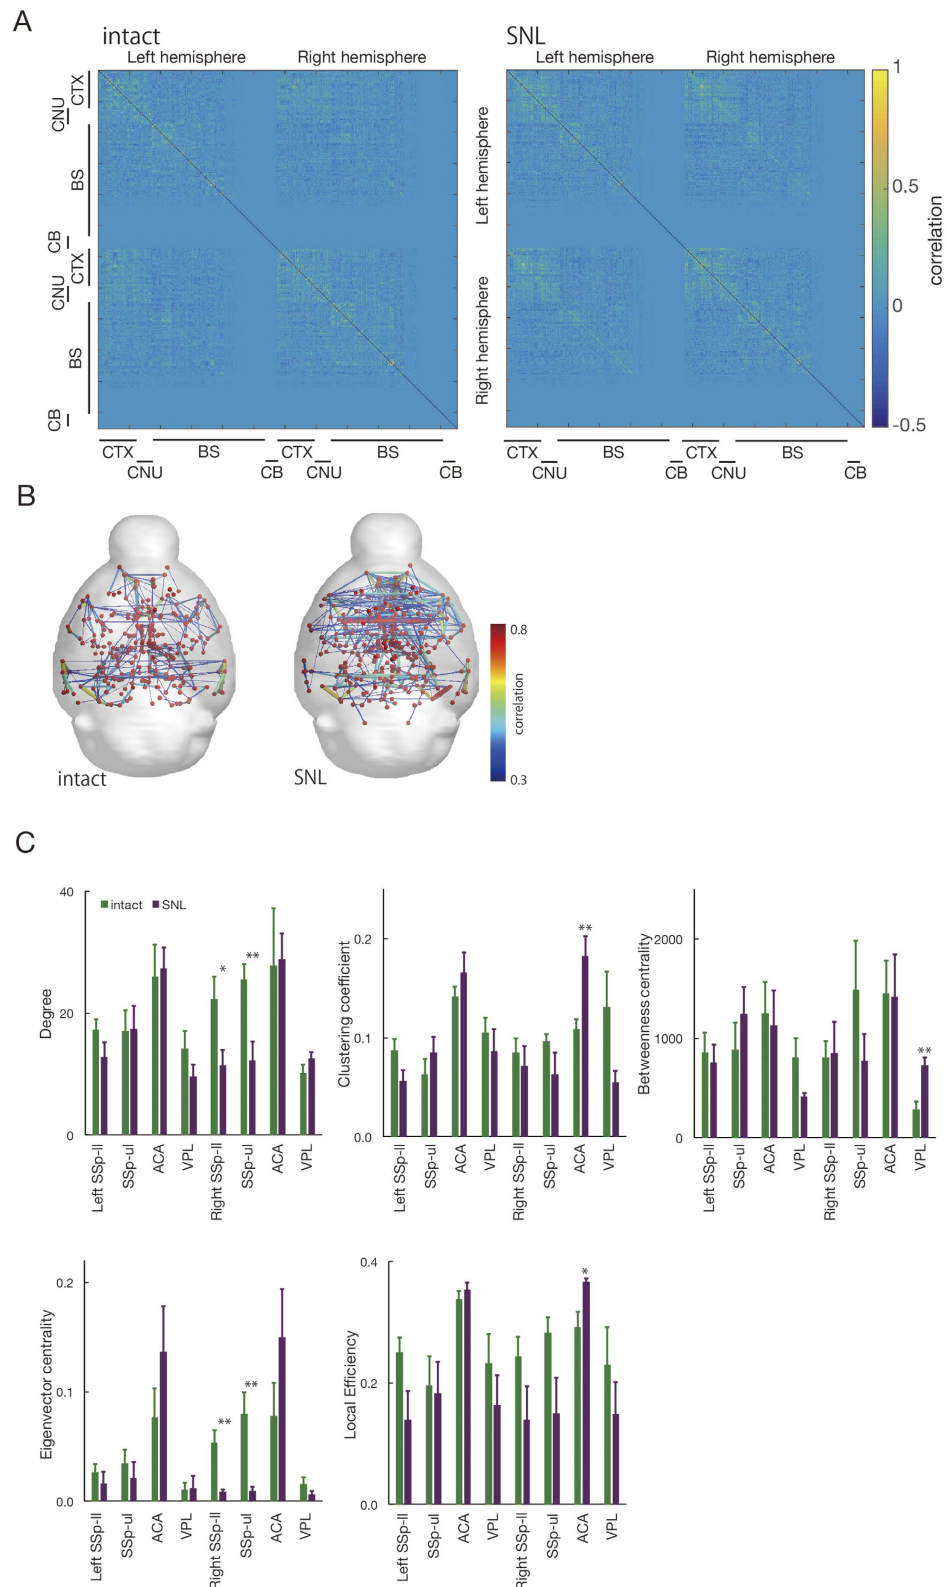 A
intact
SNL
Left hemisphere
Right hemisphere
Left hemisphere
Right hemisphere
CTX
CNU
BS
CB
CTX
CNU
BS
CB
Left hemisphere
Right hemisphere
1
0.5
0
-0.5
correlation
CTX
BS
CTX
BS
CNU
CB
CNU
CB
CTX
BS
CTX
BS
CNU
CB
CNU
CB
B
intact
SNL
0.8
correlation
0.3
C
intact
SNL
Degree
40
20
0
*
**
Left SSp-ll
SSp-ul
ACA
VPL
Right SSp-ll
SSp-ul
ACA
VPL
Clustering coefficient
0.2
0.1
0.0
**
Left SSp-ll
SSp-ul
ACA
VPL
Right SSp-ll
SSp-ul
ACA
VPL
Betweenness centrality
2000
1000
0
**
Left SSp-ll
SSp-ul
ACA
VPL
Right SSp-ll
SSp-ul
ACA
VPL
Eigenvector centrality
0.2
0.1
0.0
**
**
Left SSp-ll
SSp-ul
ACA
VPL
Right SSp-ll
SSp-ul
ACA
VPL
Local Efficiency
0.4
0.2
0.0
*
Left SSp-ll
SSp-ul
ACA
VPL
Right SSp-ll
SSp-ul
ACA
VPL